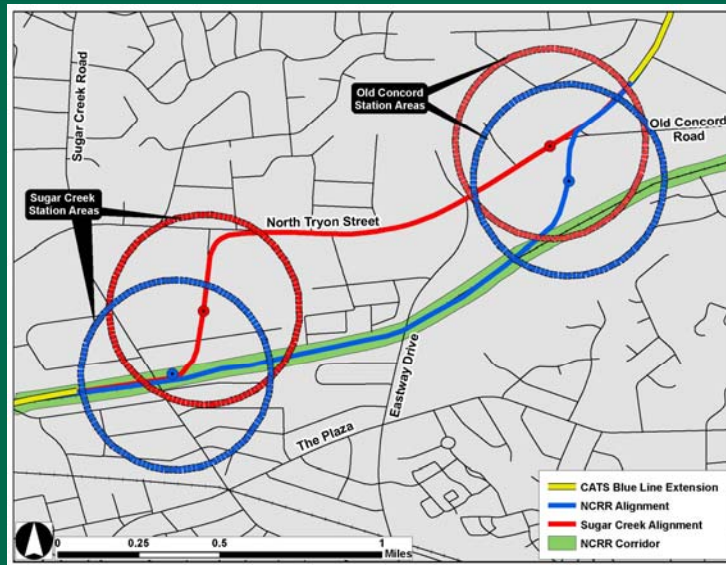 Sugar Creek Road
Old Concord
Station Areas
Old Concord
Road
Sugar Creek
Station Areas
North Tryon Street
Eastway Drive
The Plaza
CATS Blue Line Extension
NCRR Alignment
Sugar Creek Alignment
NCRR Corridor
0 0.25 0.5 1
Miles